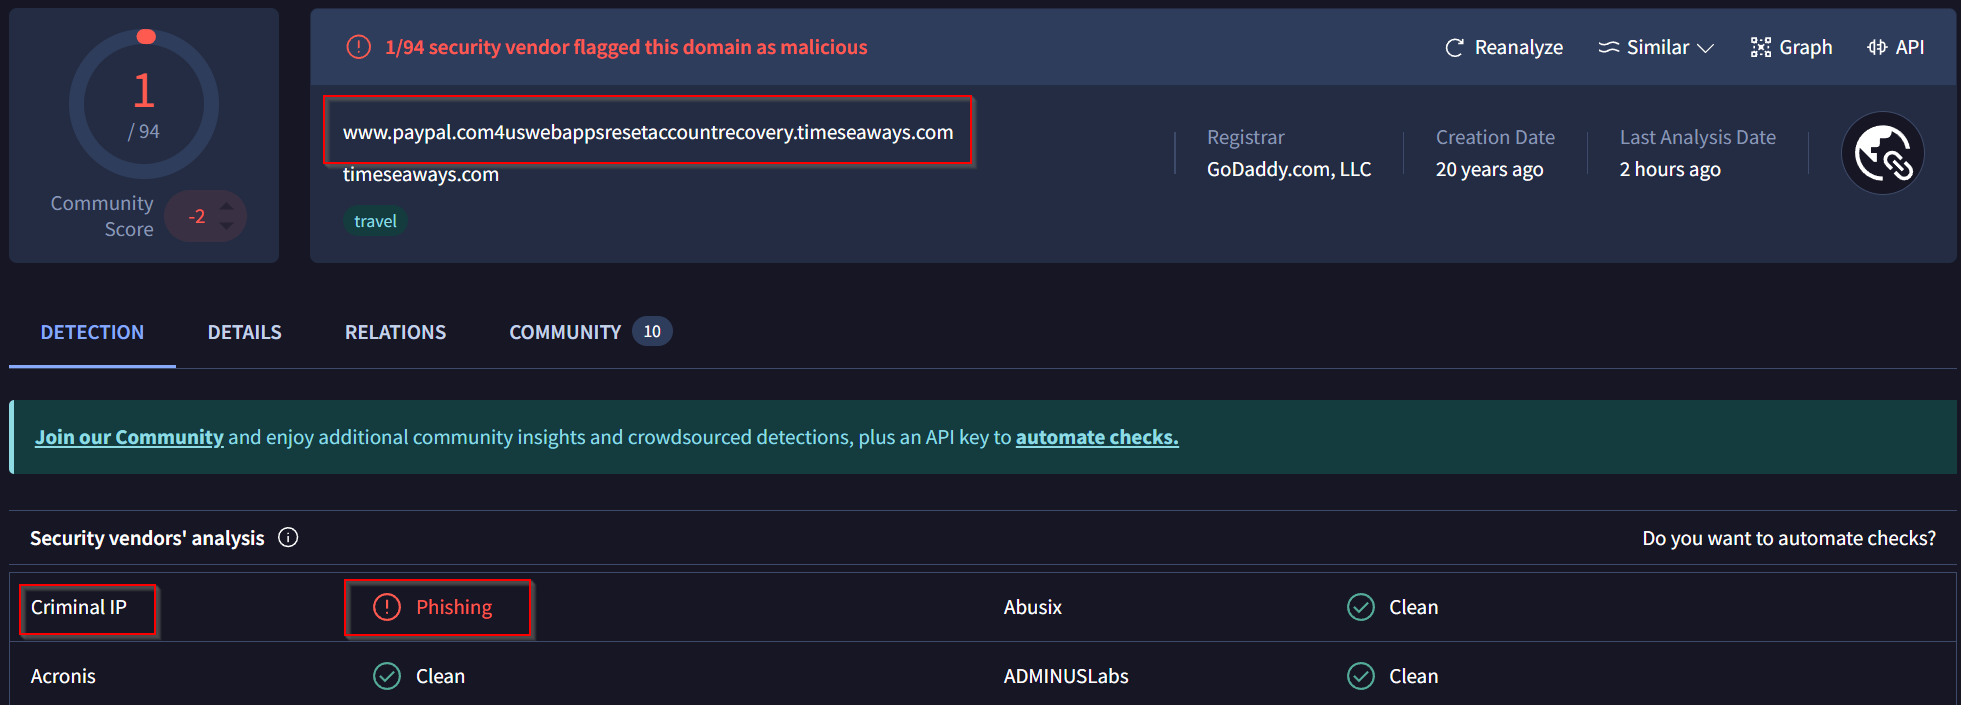 1
/ 94
Community
Score
-2
1/94 security vendor flagged this domain as malicious
Reanalyze
Similar
Graph
API
www.paypal.com4uswebappsresetaccountrecovery.timeseaways.com
timeseaways.com
travel
Registrar
GoDaddy.com, LLC
Creation Date
20 years ago
Last Analysis Date
2 hours ago
DETECTION
DETAILS
RELATIONS
COMMUNITY 10
Join our Community and enjoy additional community insights and crowdsourced detections, plus an API key to automate checks.
Security vendors' analysis
Do you want to automate checks?
Criminal IP
Phishing
Abusix
Clean
Acronis
Clean
ADMINUSLabs
Clean